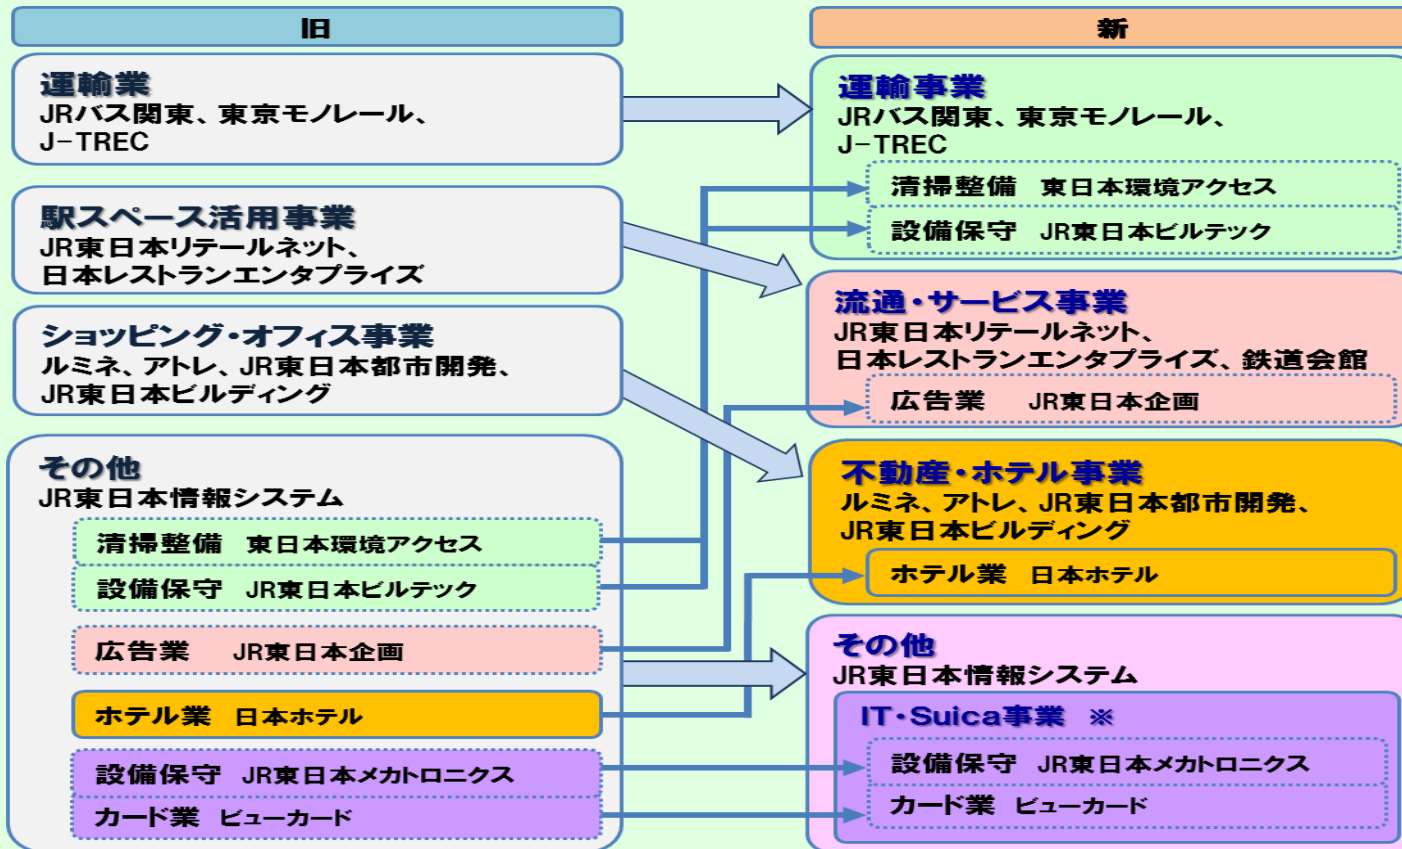 旧
運輸業
JRバス関東、東京モノレール、
J-TREC
駅スペース活用事業
JR東日本リテールネット、
日本レストランエンタプライズ
ショッピング・オフィス事業
ルミネ、アトレ、JR東日本都市開発、
JR東日本ビルディング
その他
JR東日本情報システム
清掃整備 東日本環境アクセス
設備保守 JR東日本ビルテック
広告業 JR東日本企画
ホテル業 日本ホテル
設備保守 JR東日本メカトロニクス
カード業 ビューカード
新
運輸事業
JRバス関東、東京モノレール、
J-TREC
清掃整備 東日本環境アクセス
設備保守 JR東日本ビルテック
流通・サービス事業
JR東日本リテールネット、
日本レストランエンタプライズ、鉄道会館
広告業 JR東日本企画
不動産・ホテル事業
ルミネ、アトレ、JR東日本都市開発、
JR東日本ビルディング
ホテル業 日本ホテル
その他
JR東日本情報システム
IT・Suica事業 ※
設備保守 JR東日本メカトロニクス
カード業 ビューカード